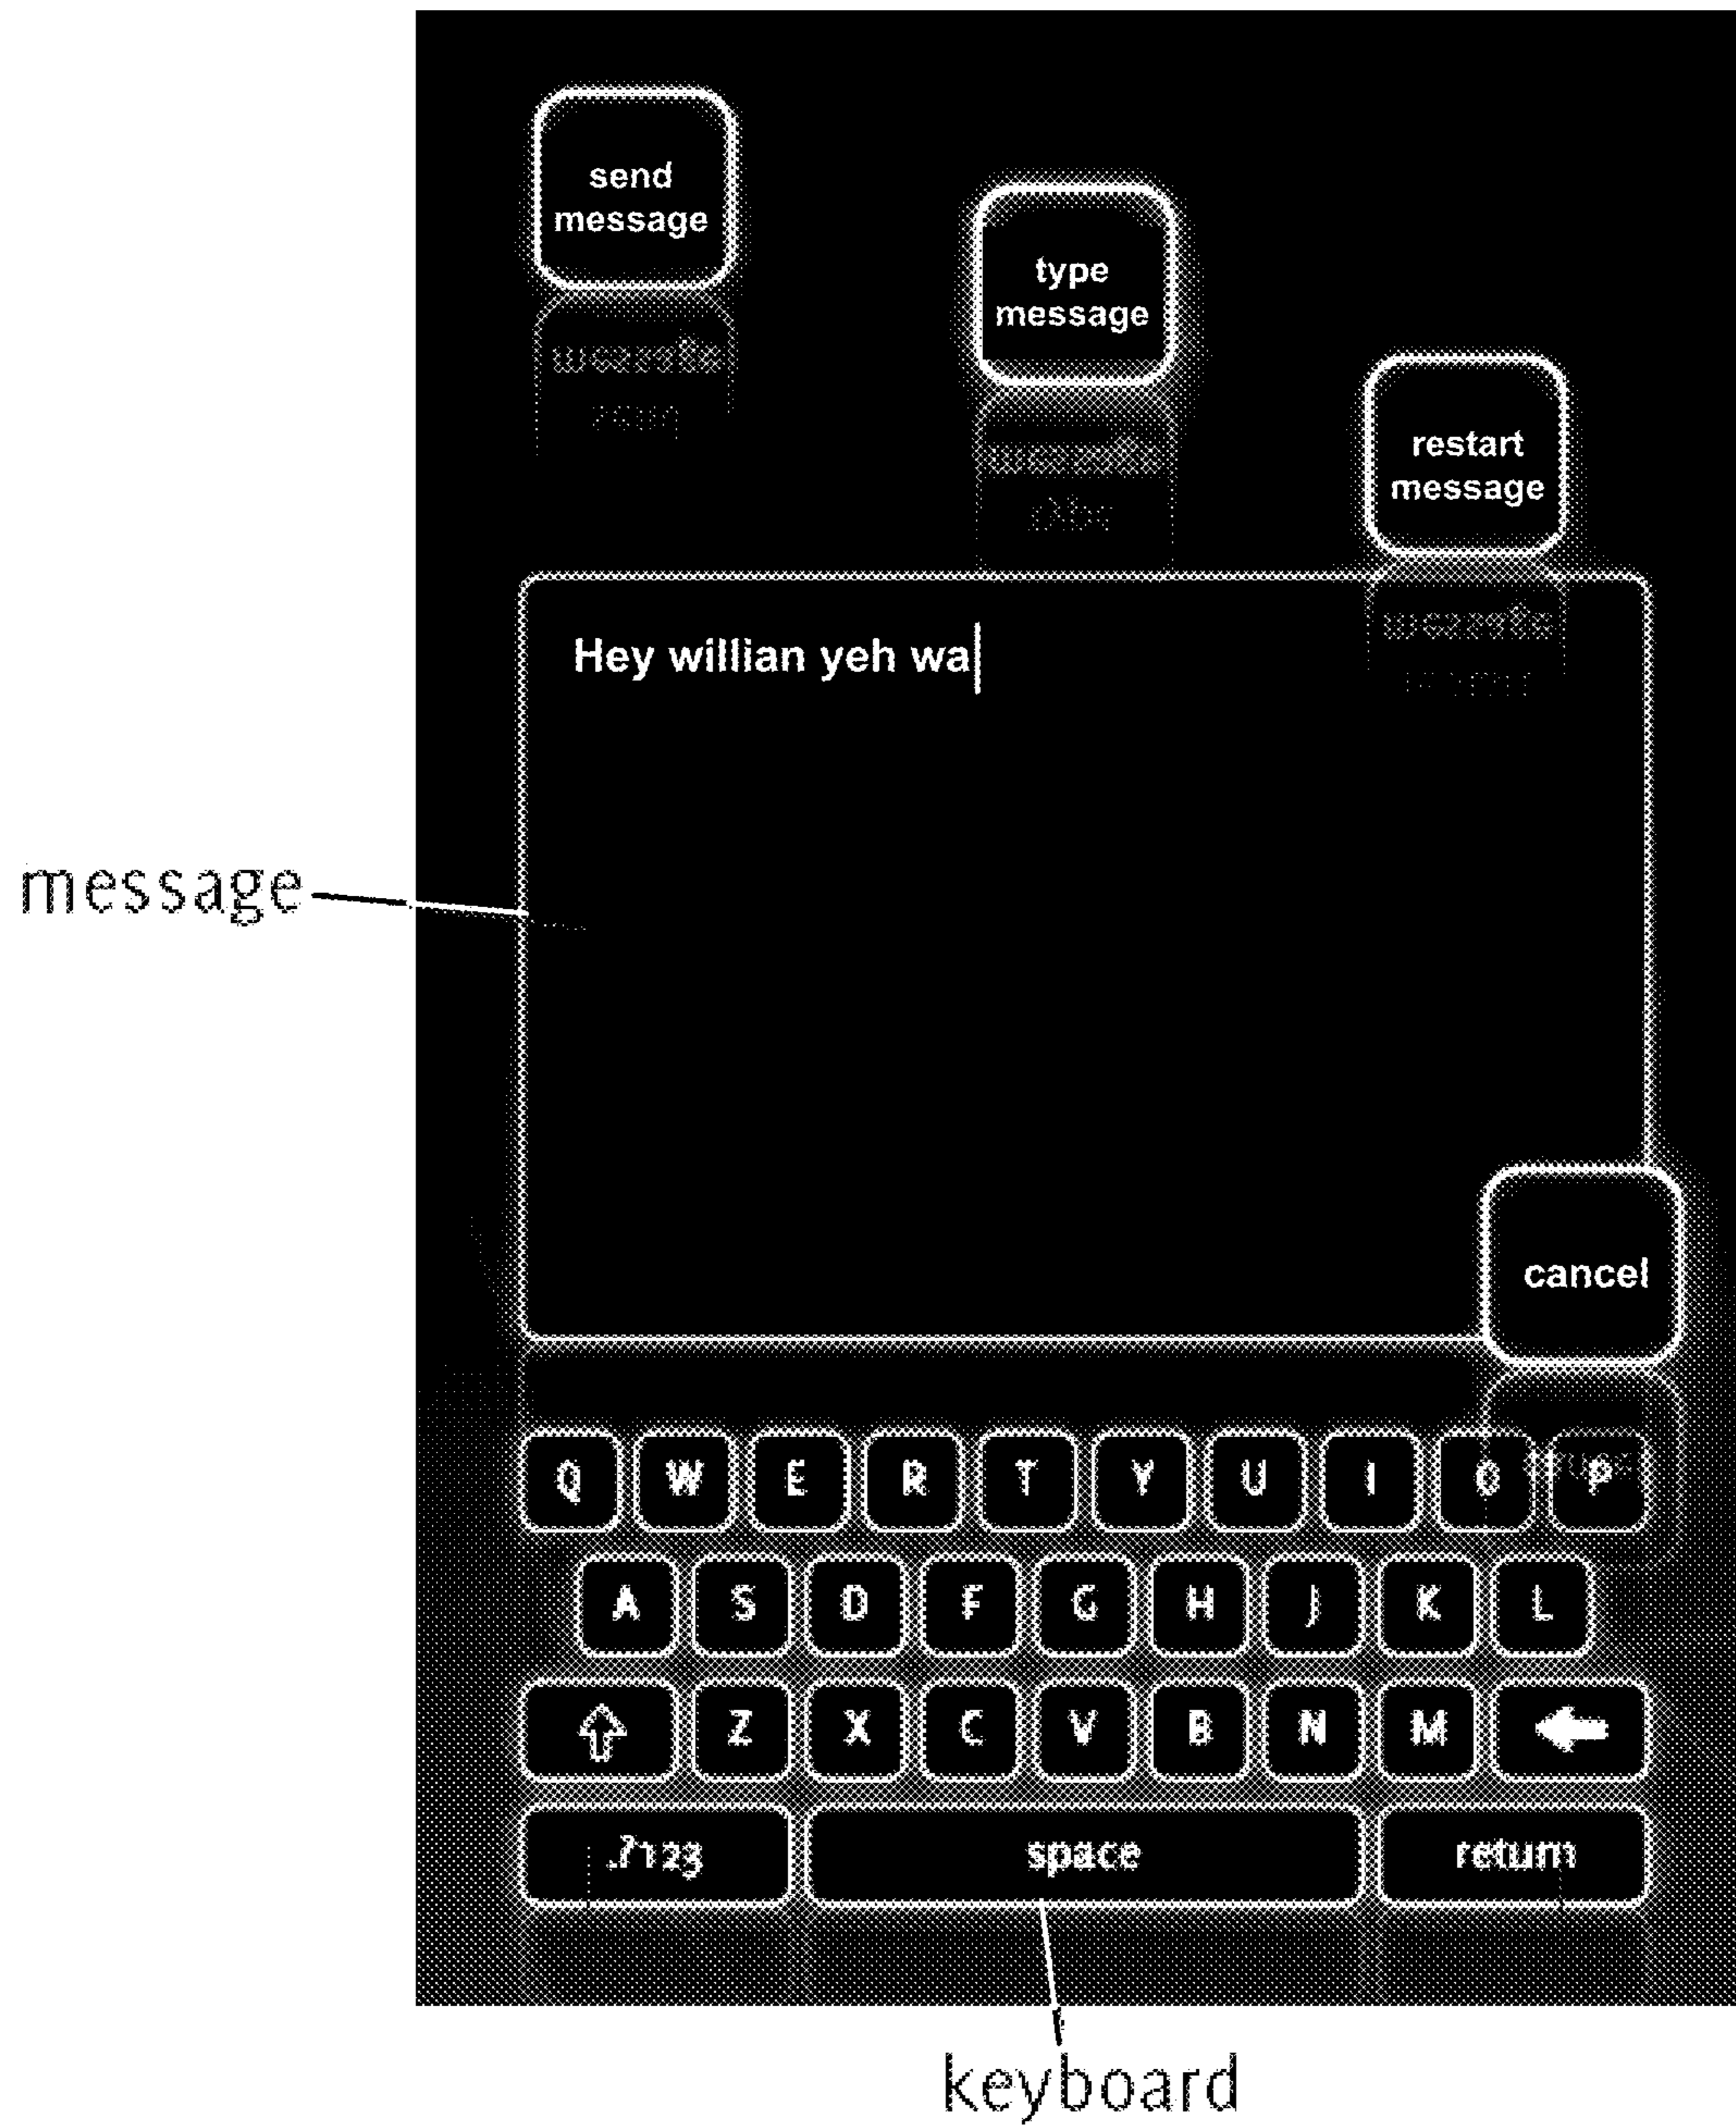 send
message
type
message
restart
message
Hey willian yeh wa
message
cancel
Q W E R T Y U I O P
A S D F G H J K L
Z X C V B N M
.?123 space return
keyboard